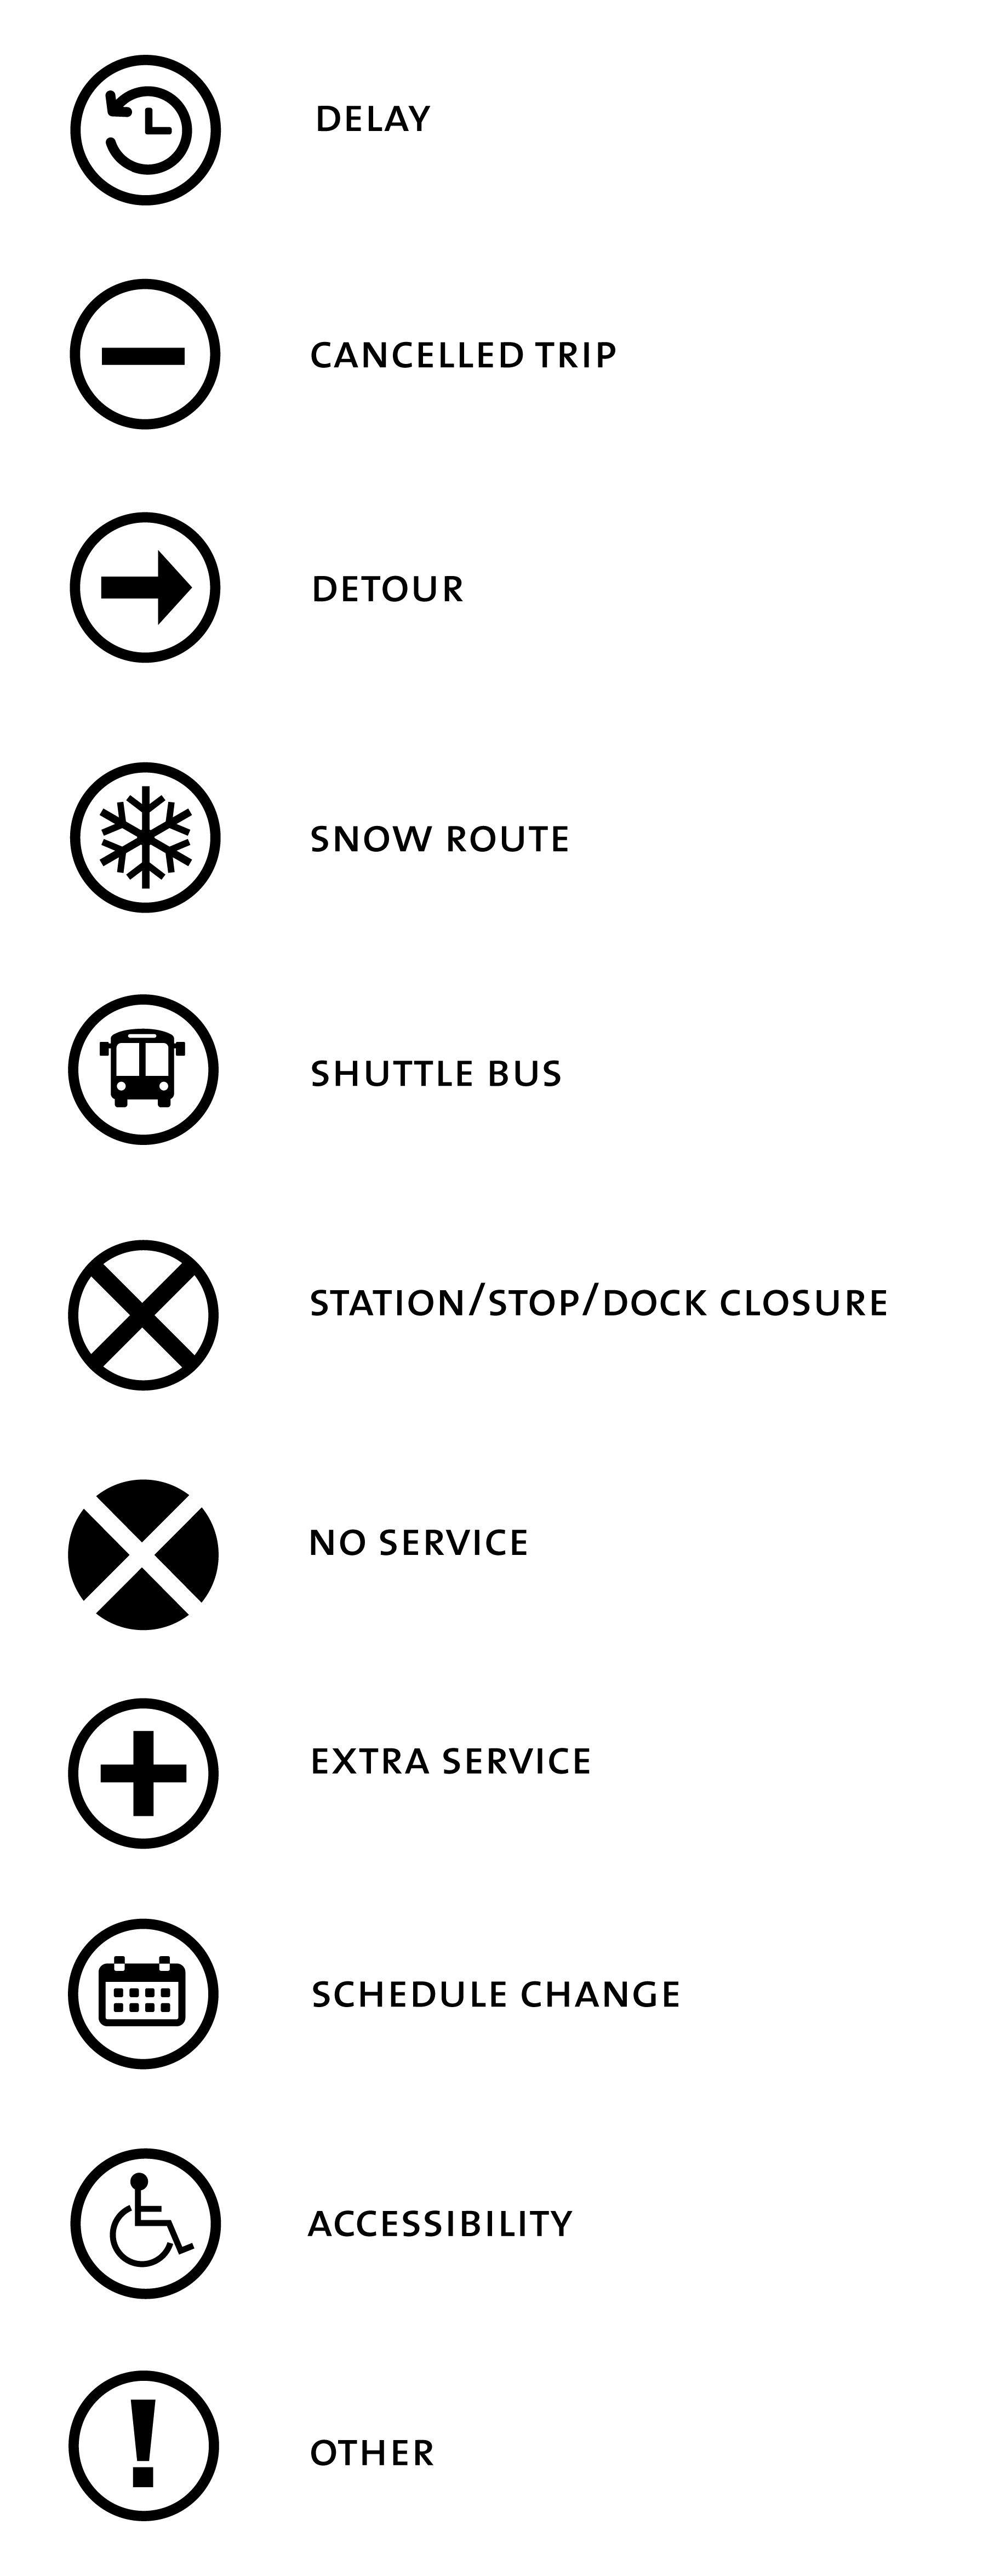 DELAY
CANCELLED TRIP
DETOUR
SNOW ROUTE
SHUTTLE BUS
STATION/STOP/DOCK CLOSURE
NO SERVICE
EXTRA SERVICE
SCHEDULE CHANGE
ACCESSIBILITY
OTHER